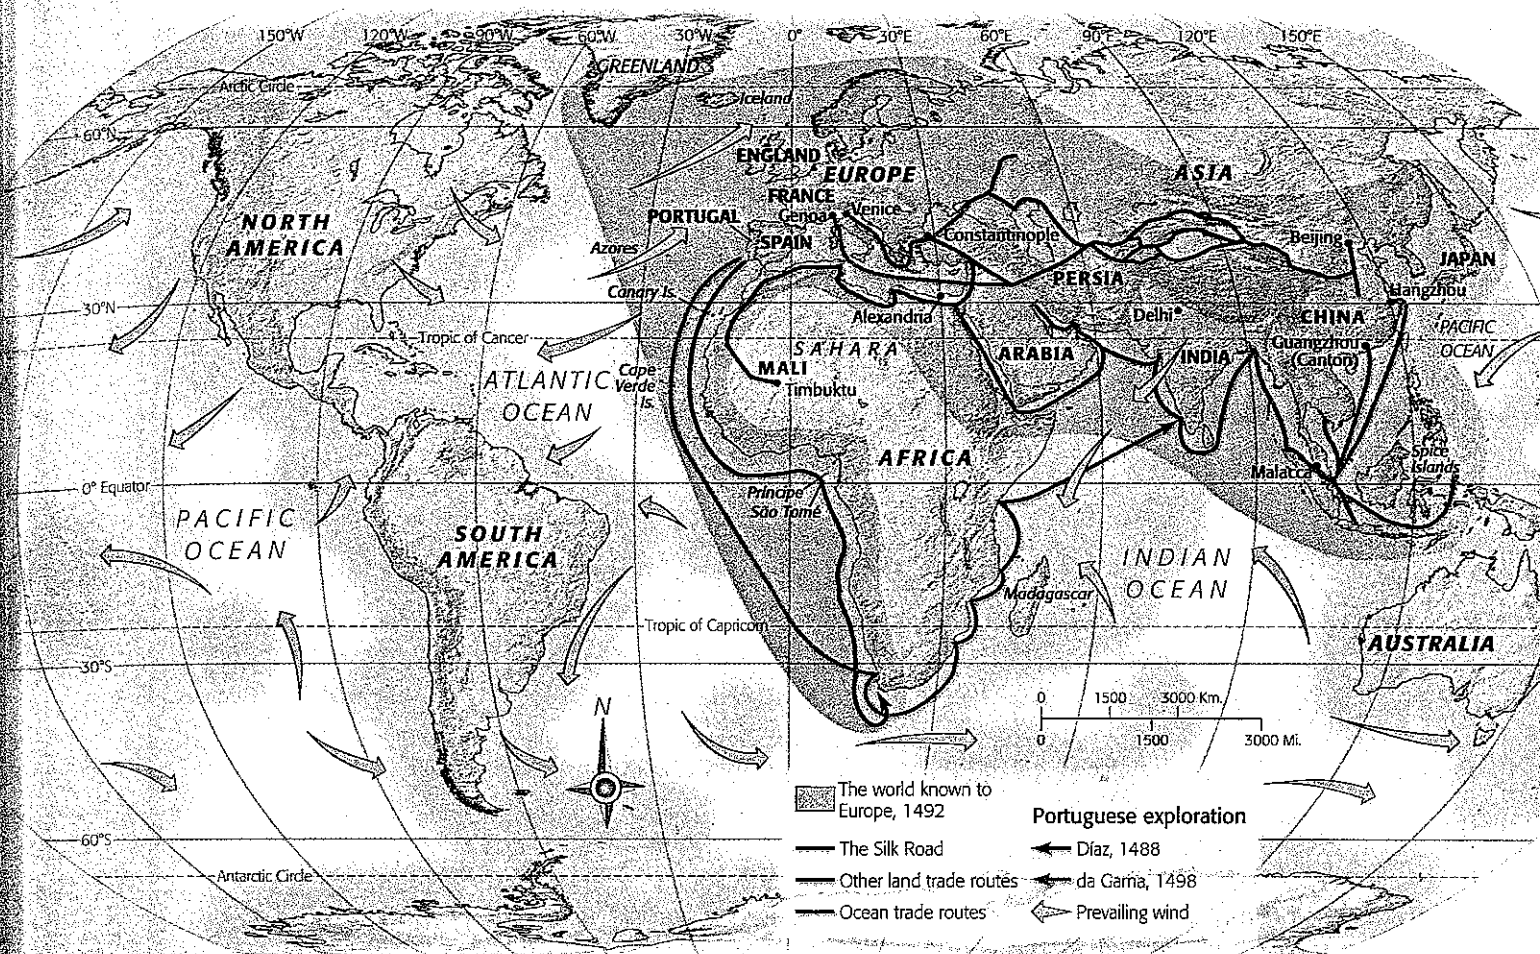 150°W
120°W
90°W
60°W
30°W
0°
30°E
60°E
90°E
120°E
150°E
GREENLAND
Arctic Circle
Iceland
60°N
ENGLAND
EUROPE
ASIA
FRANCE
Genoa
Venice
PORTUGAL
NORTH
AMERICA
SPAIN
Constantinople
Beijing
Azores
JAPAN
PERSIA
Canary Is.
Hangzhou
30°N
Alexandria
Delhi
CHINA
PACIFIC
OCEAN
Tropic of Cancer
SAHARA
ARABIA
INDIA
Guangzhou
(Canton)
ATLANTIC
OCEAN
Cape
Verde
Is.
MALI
Timbuktu
AFRICA
Spice
Islands
Malacca
0° Equator
Príncipe
São Tomé
PACIFIC
OCEAN
SOUTH
AMERICA
INDIAN
OCEAN
Madagascar
Tropic of Capricorn
AUSTRALIA
30°S
0 1500 3000 Km.
0 1500 3000 Mi.
N
The world known to
Europe, 1492
Portuguese exploration
The Silk Road
Díaz, 1488
Other land trade routes
da Gama, 1498
Ocean trade routes
Prevailing wind
60°S
Antarctic Circle